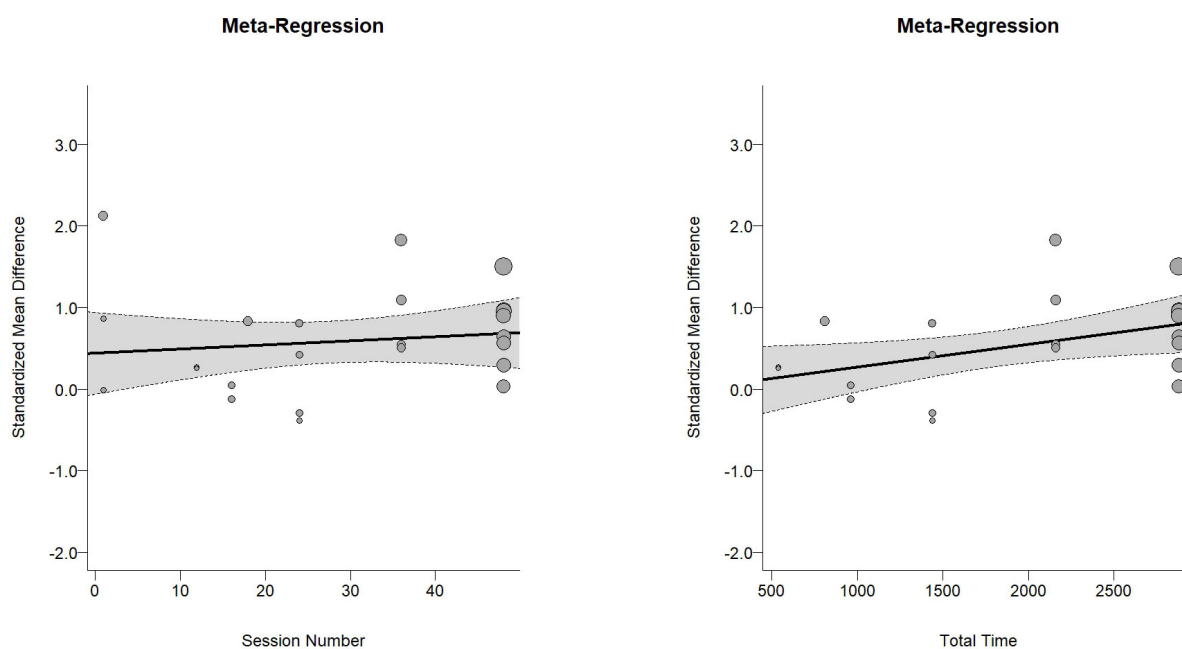 Meta-Regression
Standardized Mean Difference
3.0
2.0
1.0
0.0
-1.0
-2.0
0 10 20 30 40
Session Number
Meta-Regression
Standardized Mean Difference
3.0
2.0
1.0
0.0
-1.0
-2.0
500 1000 1500 2000 2500
Total Time